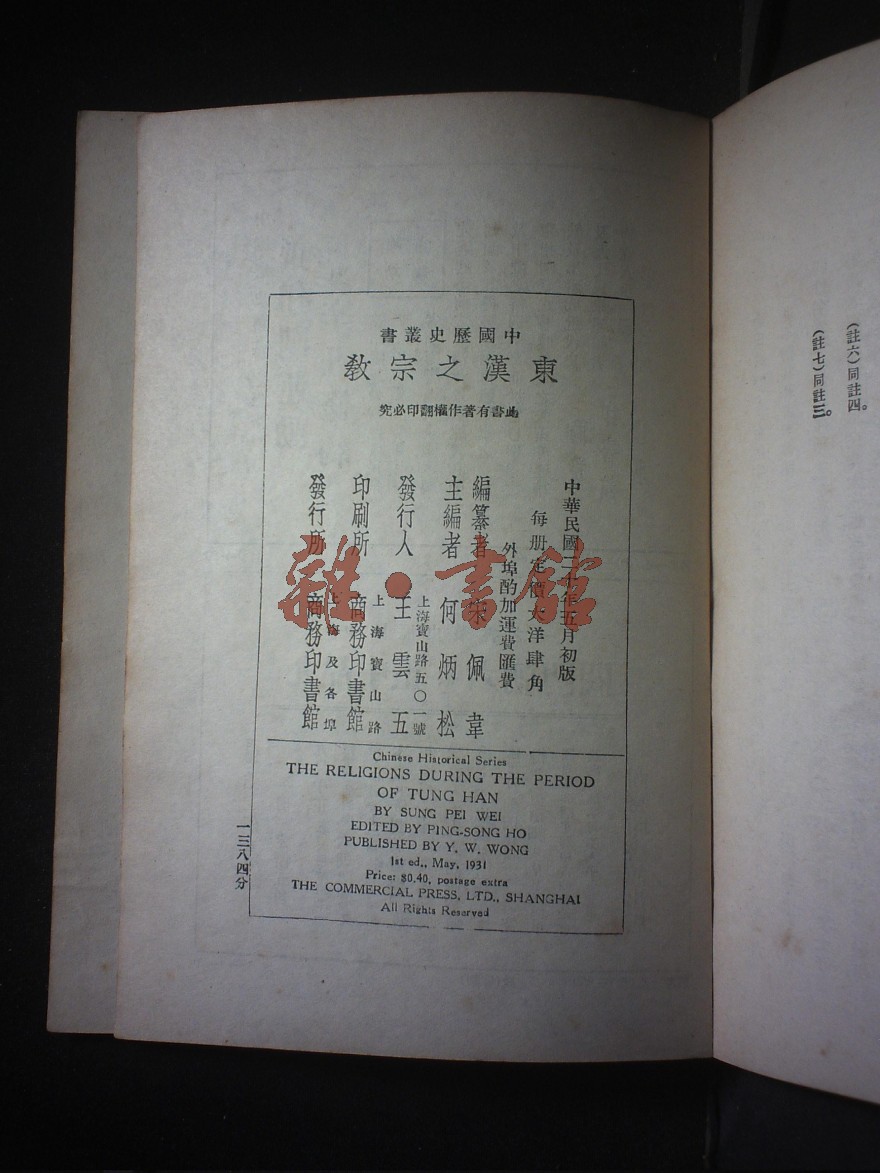 中國歷史叢書
東漢之宗教
此書有著作權翻印必究
中華民國二十年五月初版
每册定價大洋肆角
外埠酌加運費匯費
編纂者 宋佩韋
主編者 何炳松
上海寶山路五〇一號
發行人 王雲五
上海寶山路
印刷所 商務印書館
上海及各埠
發行所 商務印書館
Chinese Historical Series
THE RELIGIONS DURING THE PERIOD
OF TUNG HAN
BY SUNG PEI WEI
EDITED BY PING-SONG HO
PUBLISHED BY Y. W. WONG
1st ed., May, 1931
Price: $0.40, postage extra
THE COMMERCIAL PRESS, LTD., SHANGHAI
All Rights Reserved
一三八四分
(註六)同註四。
(註七)同註三。
雜·書館